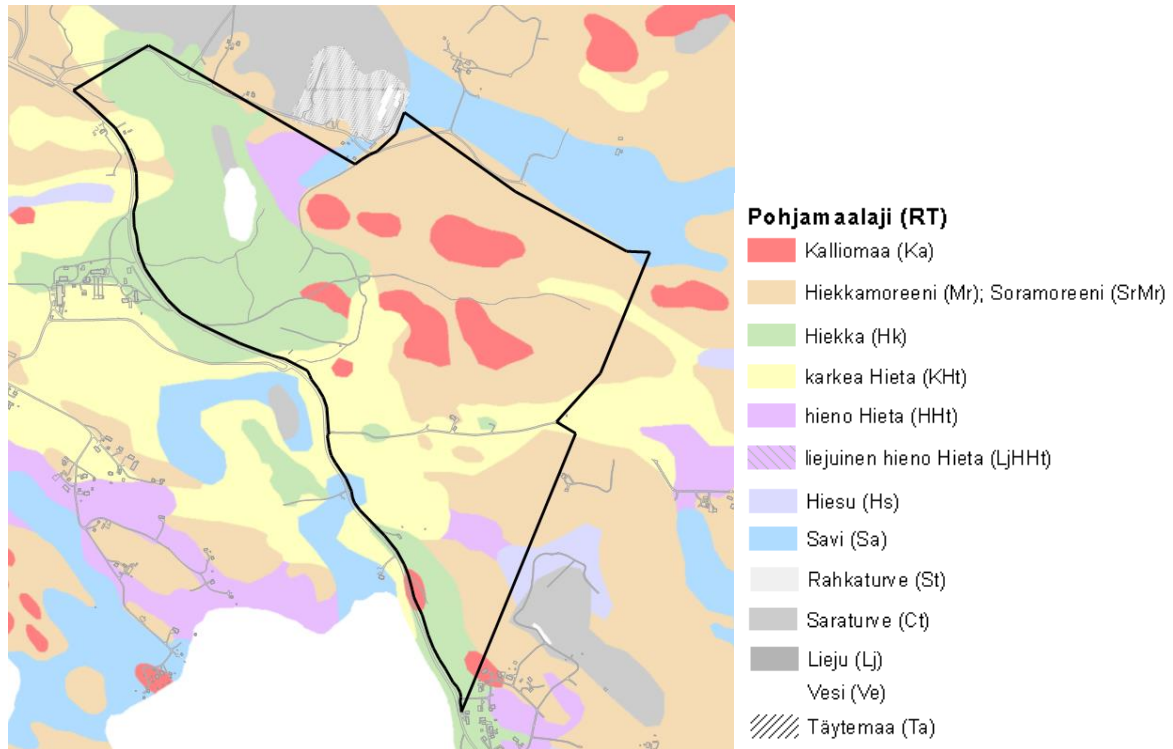 Pohjamaalaji (RT)
Kalliomaa (Ka)
Hiekkamoreeni (Mr); Soramoreeni (SrMr)
Hiekka (Hk)
karkea Hieta (KHt)
hieno Hieta (HHt)
liejuinen hieno Hieta (LjHHt)
Hiesu (Hs)
Savi (Sa)
Rahkaturve (St)
Saraturve (Ct)
Lieju (Lj)
Vesi (Ve)
Täytemaa (Ta)